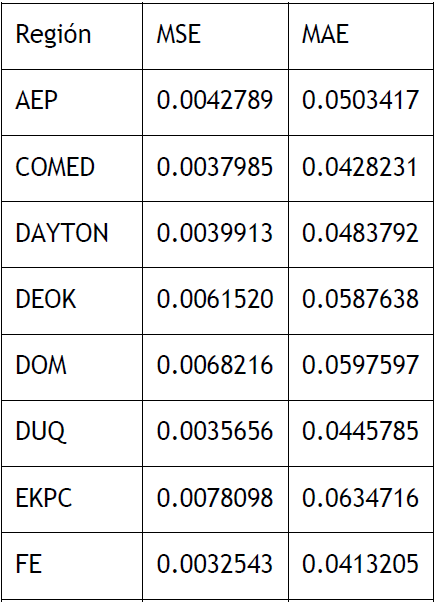 Región MSE MAE
AEP 0.0042789 0.0503417
COMED 0.0037985 0.0428231
DAYTON 0.0039913 0.0483792
DEOK 0.0061520 0.0587638
DOM 0.0068216 0.0597597
DUQ 0.0035656 0.0445785
EKPC 0.0078098 0.0634716
FE 0.0032543 0.0413205